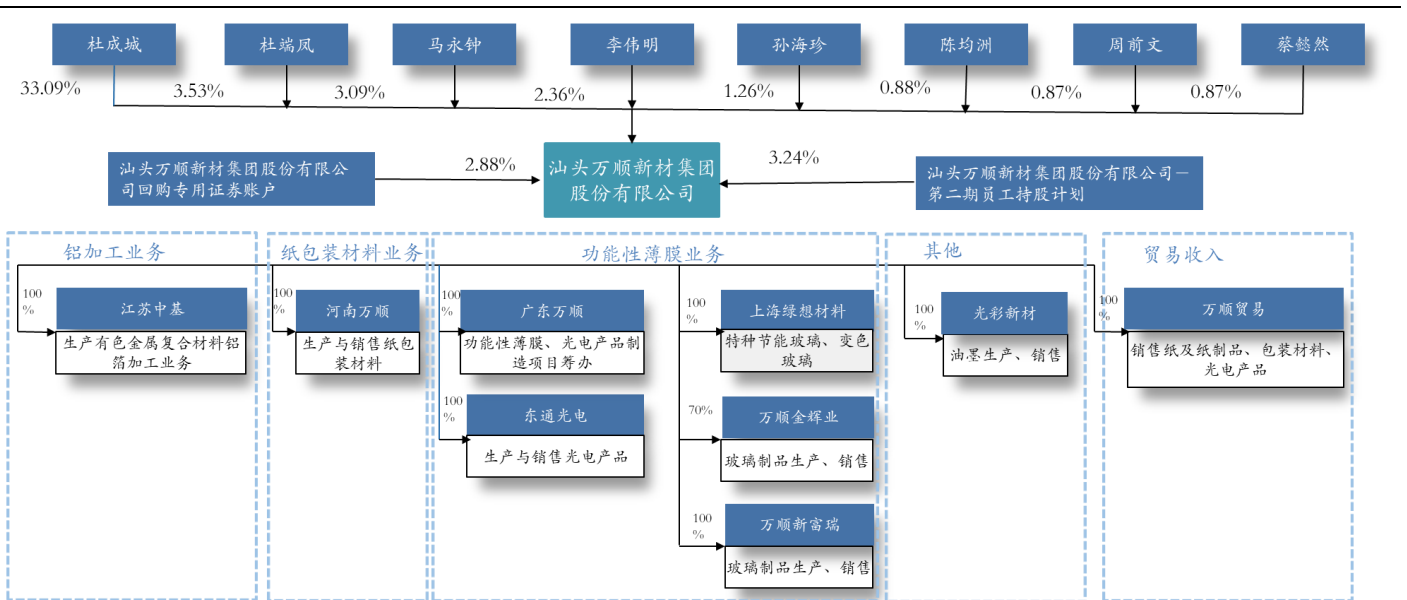 杜成城
杜端凤
马永钟
李伟明
孙海珍
陈均洲
周前文
蔡懿然
33.09%
3.53%
3.09%
2.36%
1.26%
0.88%
0.87%
0.87%
汕头万顺新材集团股份有限公
司回购专用证券账户
2.88%
汕头万顺新材集团
股份有限公司
3.24%
汕头万顺新材集团股份有限公司－
第二期员工持股计划
铝加工业务
纸包装材料业务
功能性薄膜业务
其他
贸易收入
100
%
江苏中基
生产有色金属复合材料铝
箔加工业务
100
%
河南万顺
生产与销售纸包
装材料
100
%
广东万顺
功能性薄膜、光电产品制
造项目筹办
100
%
上海绿想材料
特种节能玻璃、变色
玻璃
100
%
光彩新材
油墨生产、销售
100
%
万顺贸易
销售纸及纸制品、包装材料、
光电产品
100
%
东通光电
生产与销售光电产品
70%
万顺金辉业
玻璃制品生产、销售
100
%
万顺新富瑞
玻璃制品生产、销售